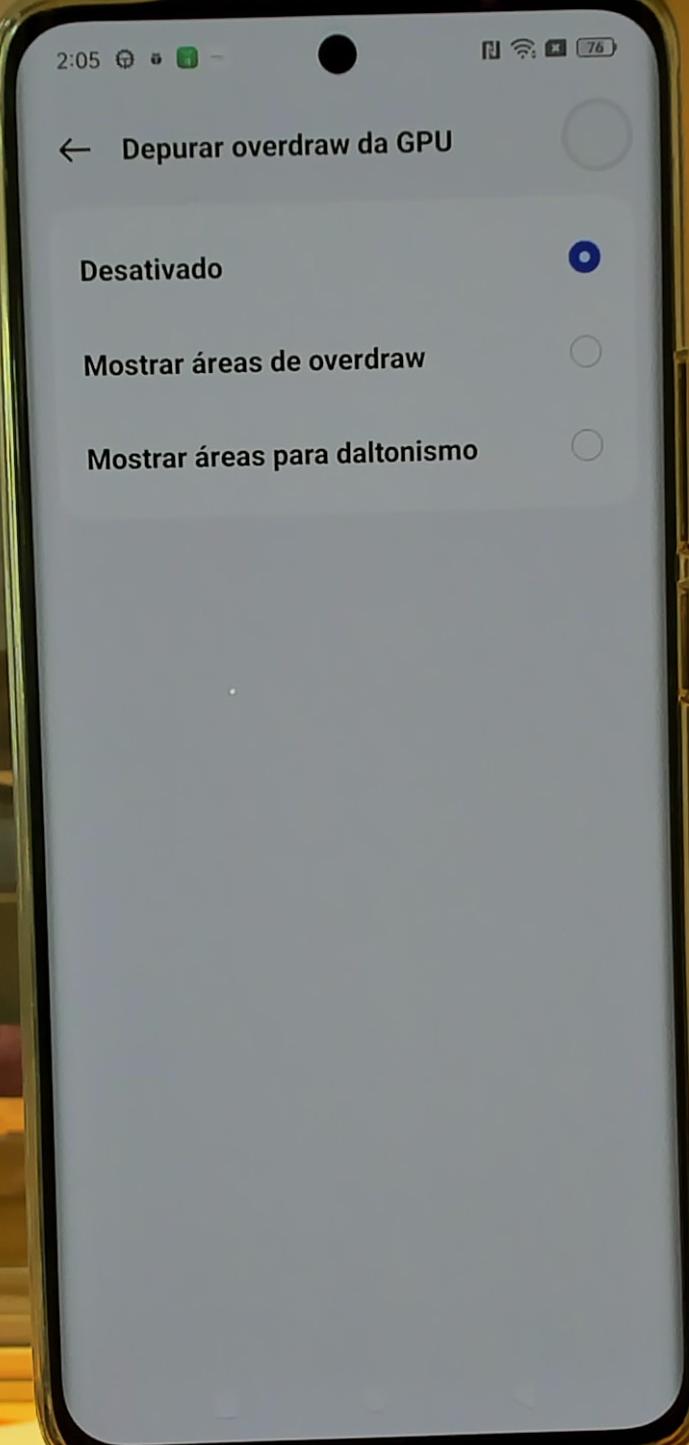 2:05 76
Depurar overdraw da GPU
Desativado
Mostrar áreas de overdraw
Mostrar áreas para daltonismo